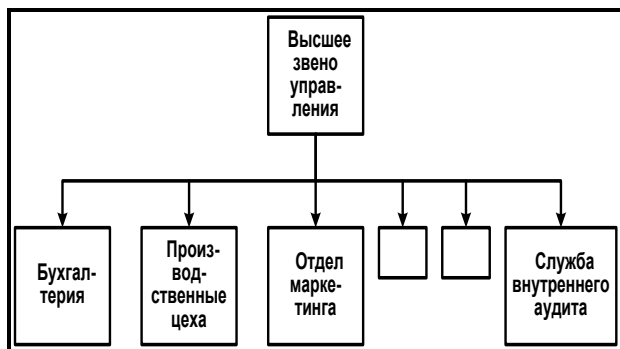 Высшее
звено
управ-
ления
Бухгал-
терия
Произ-
вод-
ственные
цеха
Отдел
марке-
тинга
Служба
внутреннего
аудита